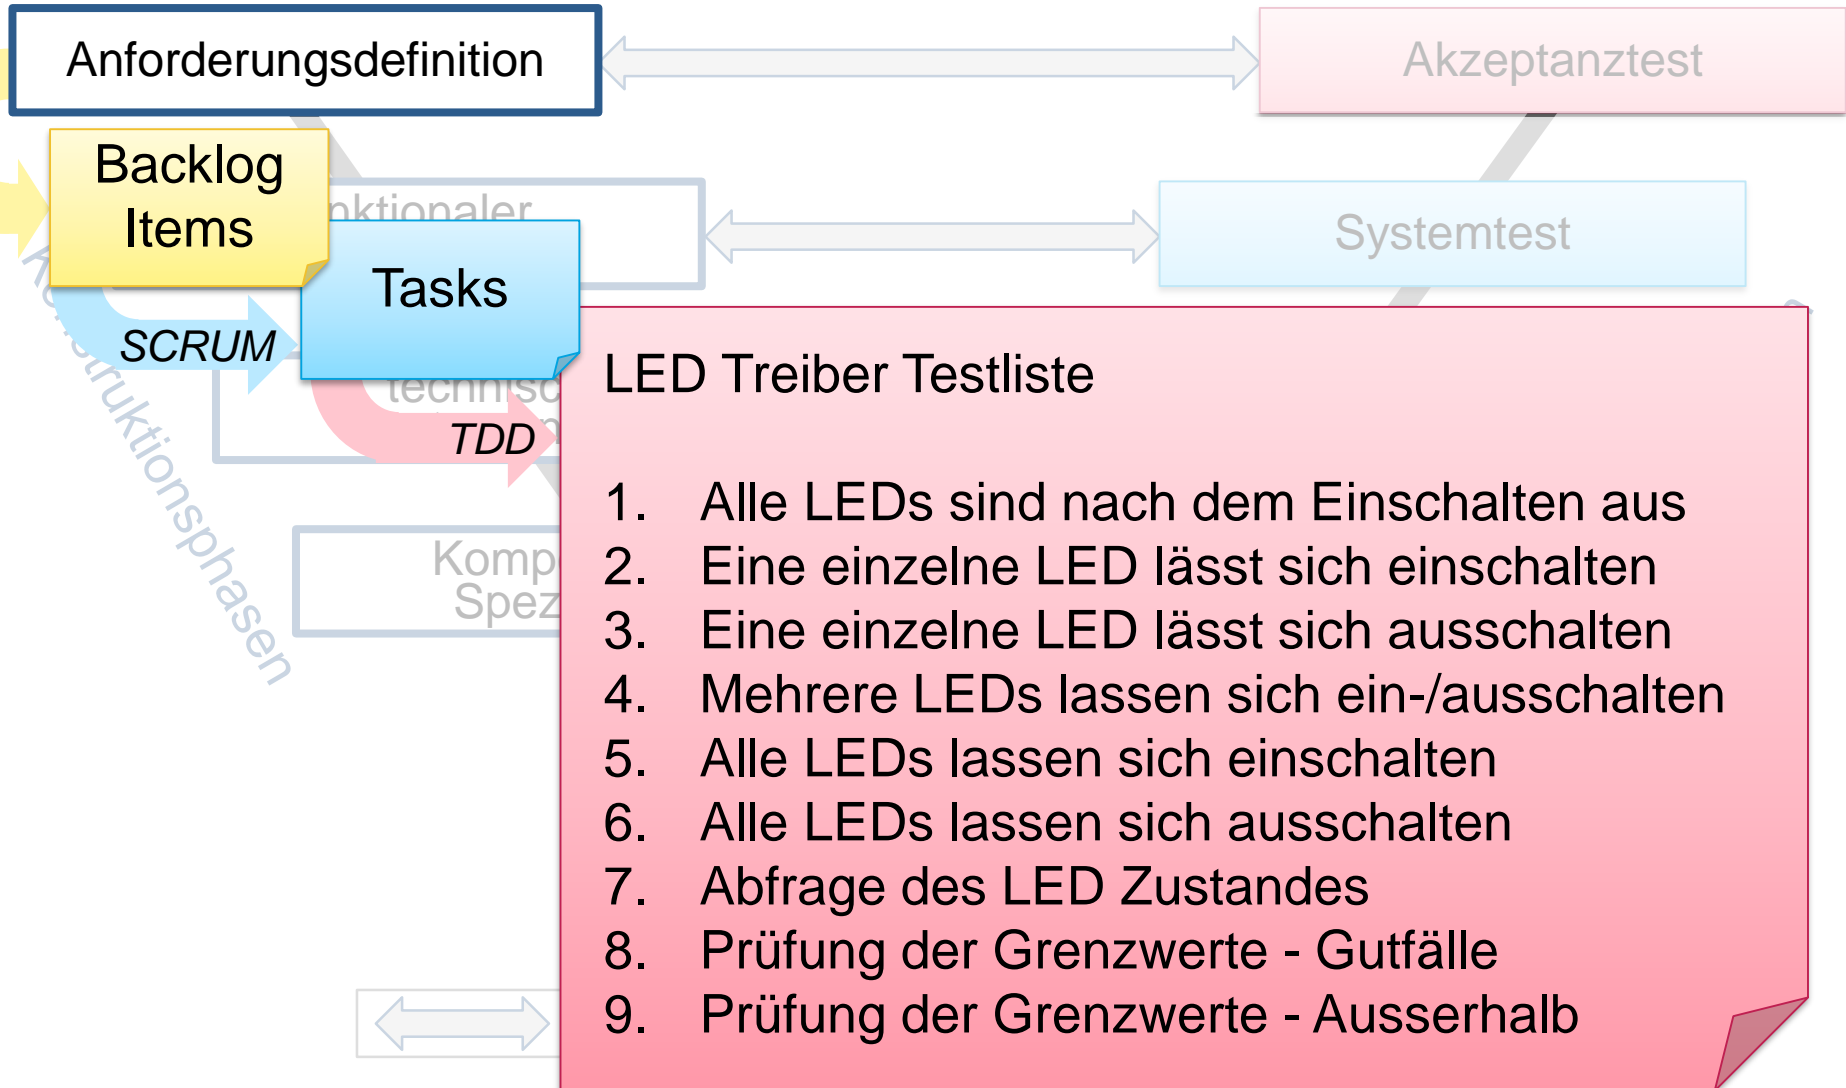 Anforderungsdefinition
Akzeptanztest
Backlog
Items
Systemtest
Tasks
SCRUM
TDD
LED Treiber Testliste
1. Alle LEDs sind nach dem Einschalten aus
2. Eine einzelne LED lässt sich einschalten
3. Eine einzelne LED lässt sich ausschalten
4. Mehrere LEDs lassen sich ein-/ausschalten
5. Alle LEDs lassen sich einschalten
6. Alle LEDs lassen sich ausschalten
7. Abfrage des LED Zustandes
8. Prüfung der Grenzwerte - Gutfälle
9. Prüfung der Grenzwerte - Ausserhalb